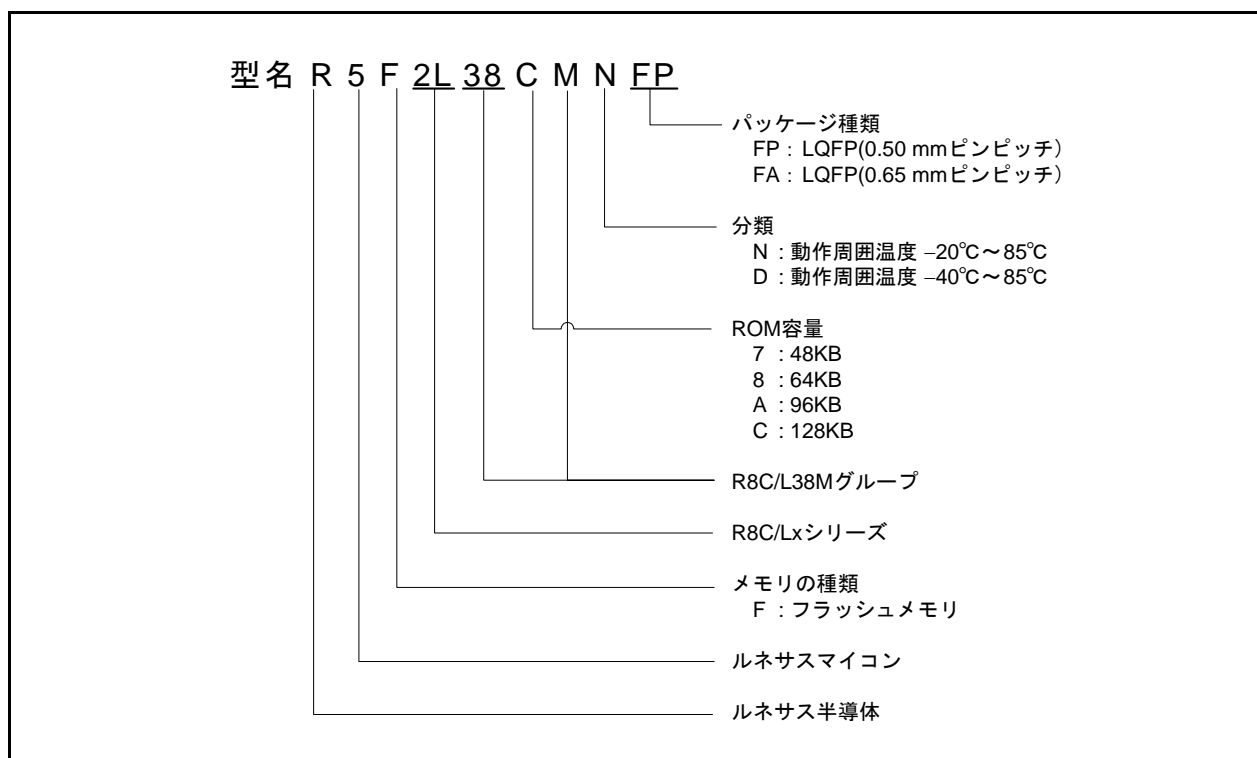 型名 R 5 F 2L 38 C M N FP
パッケージ種類
FP : LQFP(0.50 mmピンピッチ)
FA : LQFP(0.65 mmピンピッチ)
分類
N : 動作周囲温度 –20℃～85℃
D : 動作周囲温度 –40℃～85℃
ROM容量
7 : 48KB
8 : 64KB
A : 96KB
C : 128KB
R8C/L38Mグループ
R8C/Lxシリーズ
メモリの種類
F : フラッシュメモリ
ルネサスマイコン
ルネサス半導体